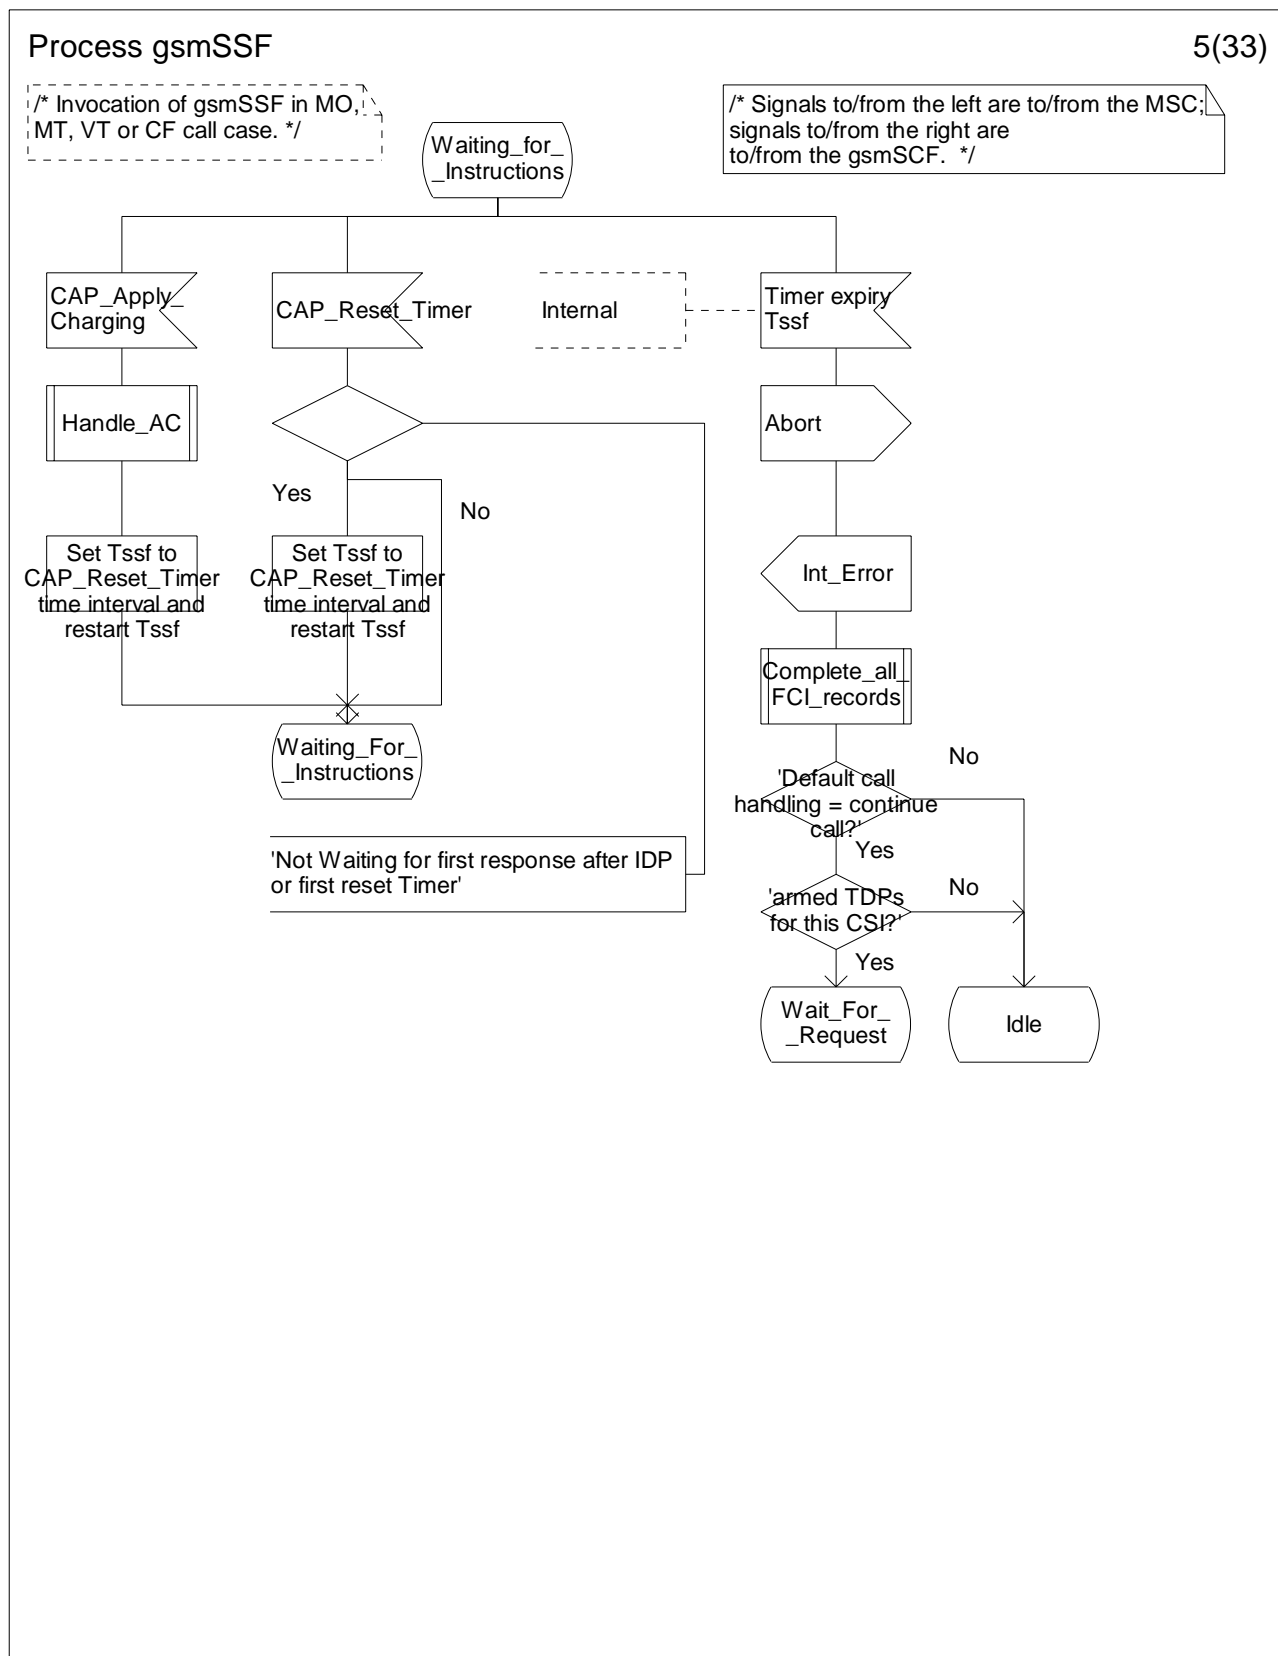 Process gsmSSF
5(33)
/* Invocation of gsmSSF in MO,
MT, VT or CF call case. */
/* Signals to/from the left are to/from the MSC;
signals to/from the right are
to/from the gsmSCF. */
Waiting_for_
_Instructions
CAP_Apply_
Charging
CAP_Reset_Timer
Internal
Timer expiry
Tssf
Handle_AC
Abort
Yes
No
Set Tssf to
CAP_Reset_Timer
time interval and
restart Tssf
Set Tssf to
CAP_Reset_Timer
time interval and
restart Tssf
Int_Error
Complete_all_
FCI_records
Waiting_For_
_Instructions
No
'Default call
handling = continue
call?'
Yes
'Not Waiting for first response after IDP
or first reset Timer'
'armed TDPs
for this CSI?'
No
Yes
Wait_For_
_Request
Idle